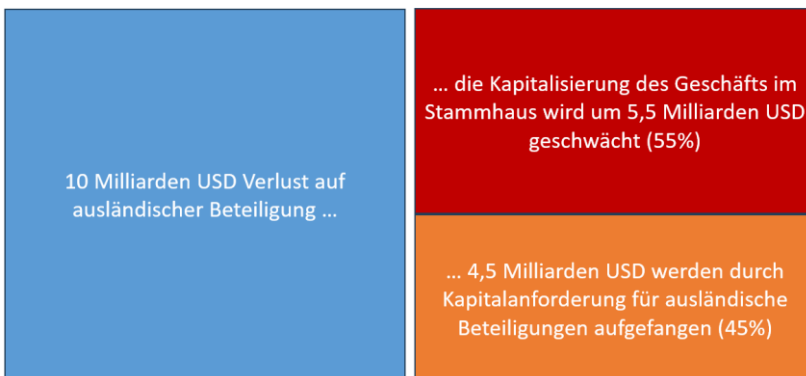 10 Milliarden USD Verlust auf
ausländischer Beteiligung ...
... die Kapitalisierung des Geschäfts im
Stammhaus wird um 5,5 Milliarden USD
geschwächt (55%)
... 4,5 Milliarden USD werden durch
Kapitalanforderung für ausländische
Beteiligungen aufgefangen (45%)